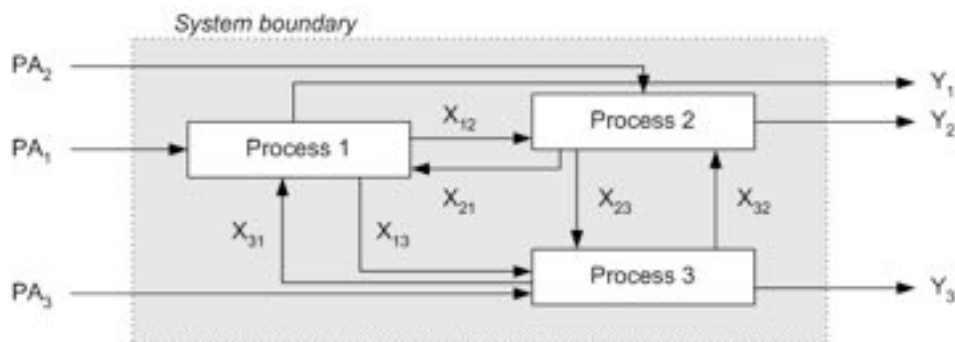 System boundary
PA₂
Y₁
X₁₂
Process 2
Y₂
PA₁
Process 1
X₂₁
X₂₃
X₃₂
X₃₁
X₁₃
Process 3
PA₃
Y₃